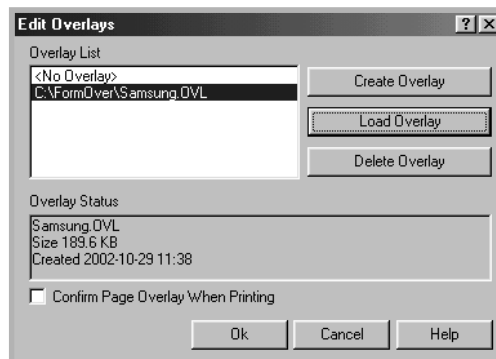 Edit Overlays
Overlay List
<No Overlay>
C:\FormOver\Samsung.OVL
Create Overlay
Load Overlay
Delete Overlay
Overlay Status
Samsung.OVL
Size 189.6 KB
Created 2002-10-29 11:38
Confirm Page Overlay When Printing
Ok Cancel Help